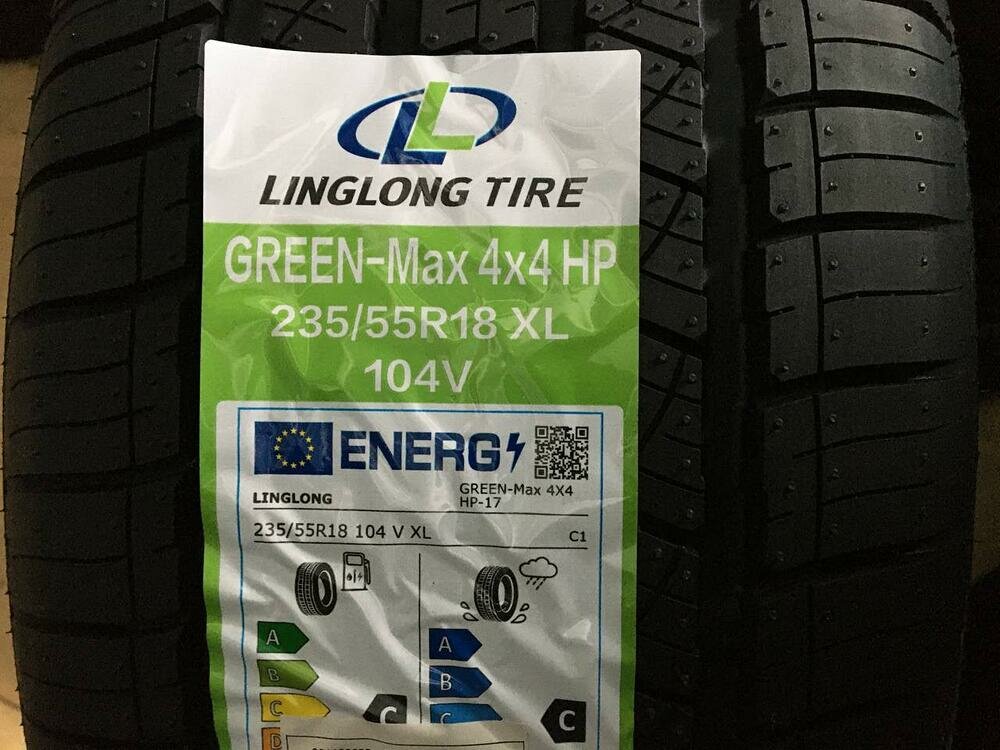 LINGLONG TIRE
GREEN-Max 4x4 HP
235/55R18 XL
104V
ENERG
LINGLONG
GREEN-Max 4X4
HP-17
235/55R18 104 V XL
C1
A
A
B
B
C
C
C
C
D